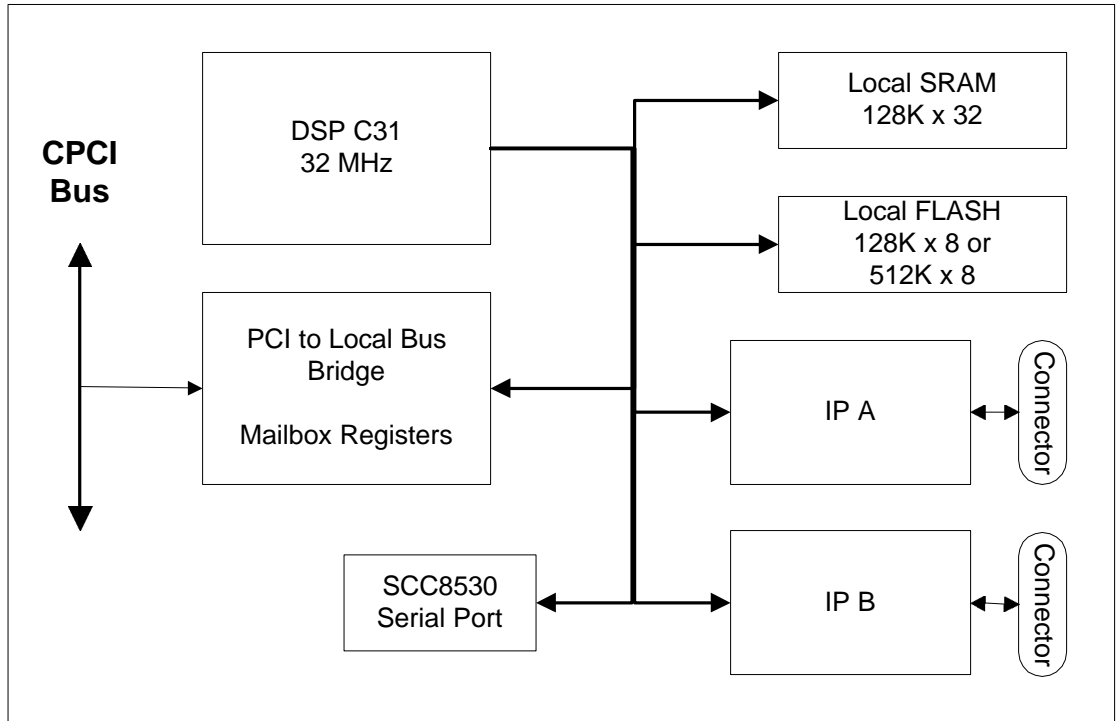 CPCI
Bus
DSP C31
32 MHz
PCI to Local Bus
Bridge
Mailbox Registers
SCC8530
Serial Port
Local SRAM
128K x 32
Local FLASH
128K x 8 or
512K x 8
IP A
Connector
IP B
Connector